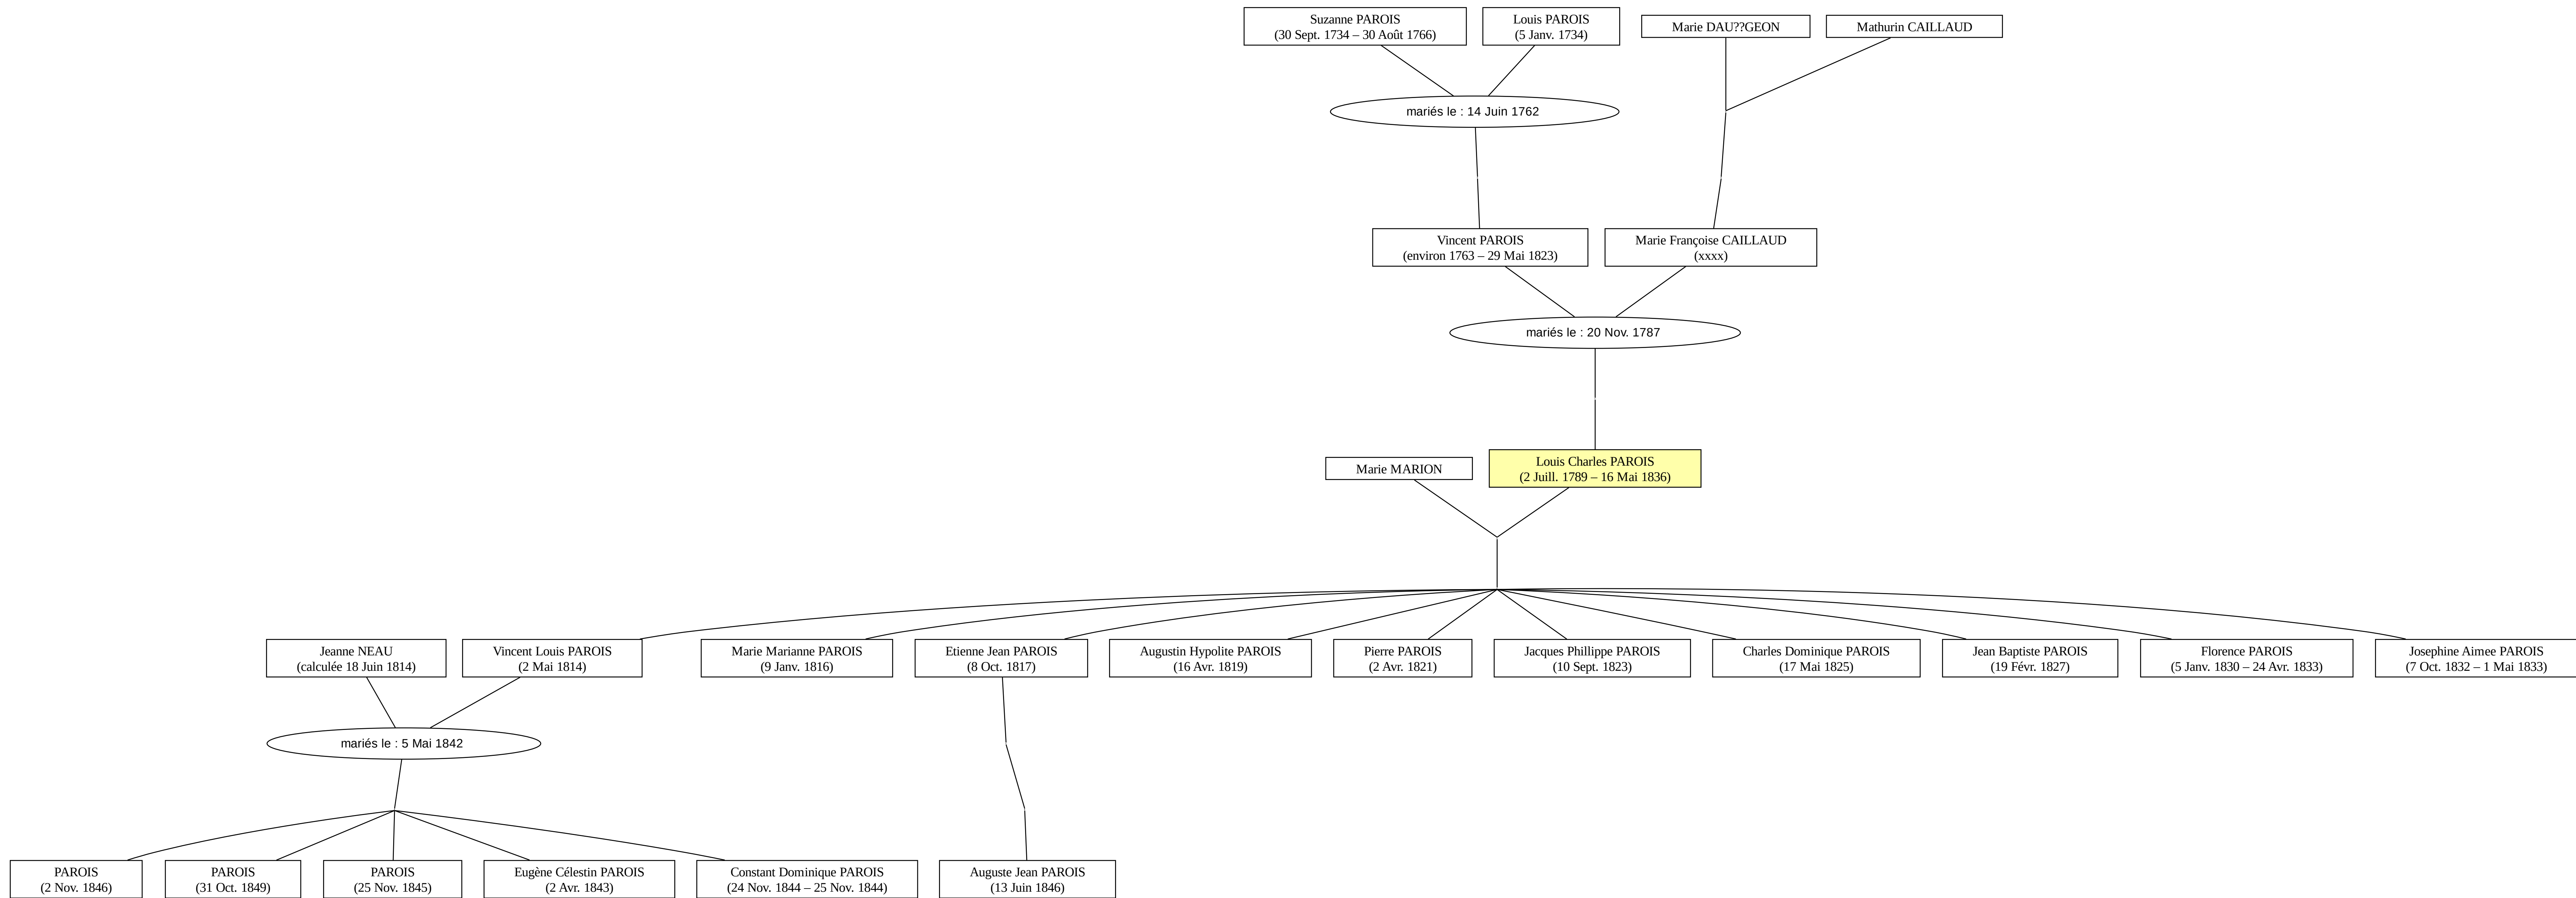 Suzanne PAROIS
(30 Sept. 1734 – 30 Août 1766)
Louis PAROIS
(5 Janv. 1734)
Marie DAU??GEON
Mathurin CAILLAUD
mariés le : 14 Juin 1762
Vincent PAROIS
(environ 1763 – 29 Mai 1823)
Marie Françoise CAILLAUD
(xxxx)
mariés le : 20 Nov. 1787
Marie MARION
Louis Charles PAROIS
(2 Juill. 1789 – 16 Mai 1836)
Jeanne NEAU
(calculée 18 Juin 1814)
Vincent Louis PAROIS
(2 Mai 1814)
Marie Marianne PAROIS
(9 Janv. 1816)
Etienne Jean PAROIS
(8 Oct. 1817)
Augustin Hypolite PAROIS
(16 Avr. 1819)
Pierre PAROIS
(2 Avr. 1821)
Jacques Phillippe PAROIS
(10 Sept. 1823)
Charles Dominique PAROIS
(17 Mai 1825)
Jean Baptiste PAROIS
(19 Févr. 1827)
Florence PAROIS
(5 Janv. 1830 – 24 Avr. 1833)
Josephine Aimee PAROIS
(7 Oct. 1832 – 1 Mai 1833)
mariés le : 5 Mai 1842
PAROIS
(2 Nov. 1846)
PAROIS
(31 Oct. 1849)
PAROIS
(25 Nov. 1845)
Eugène Célestin PAROIS
(2 Avr. 1843)
Constant Dominique PAROIS
(24 Nov. 1844 – 25 Nov. 1844)
Auguste Jean PAROIS
(13 Juin 1846)